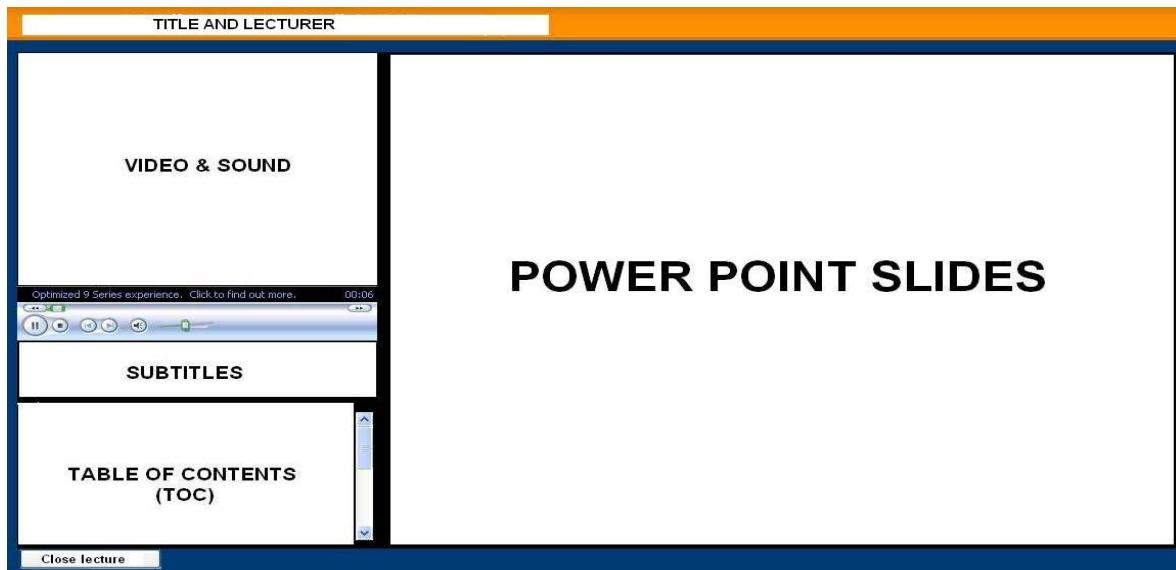 TITLE AND LECTURER
VIDEO & SOUND
Optimized 9 Series experience. Click to find out more. 00:06
SUBTITLES
TABLE OF CONTENTS
(TOC)
Close lecture
POWER POINT SLIDES